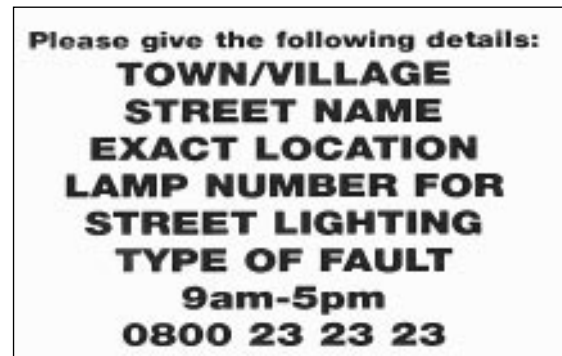 Please give the following details:
TOWN/VILLAGE
STREET NAME
EXACT LOCATION
LAMP NUMBER FOR
STREET LIGHTING
TYPE OF FAULT
9am-5pm
0800 23 23 23